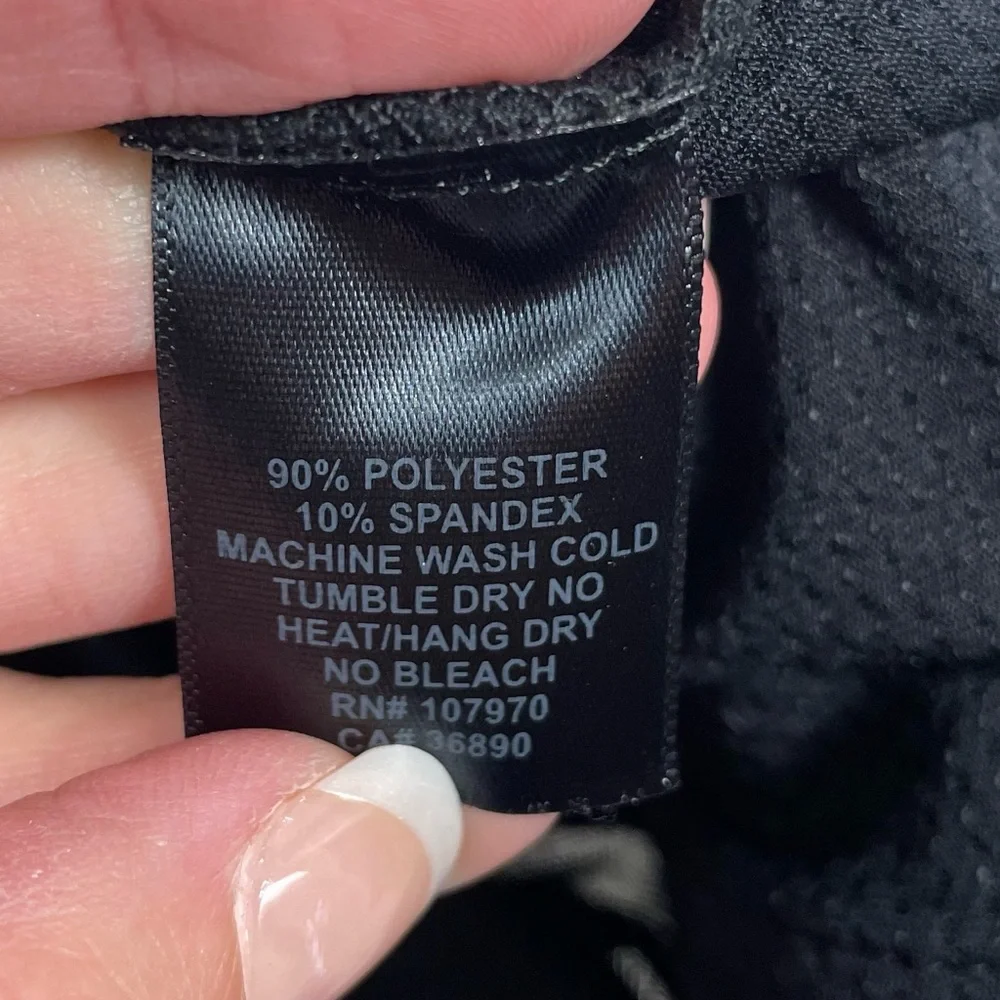 90% POLYESTER
10% SPANDEX
MACHINE WASH COLD
TUMBLE DRY NO
HEAT/HANG DRY
NO BLEACH
RN# 107970
CA# 36890